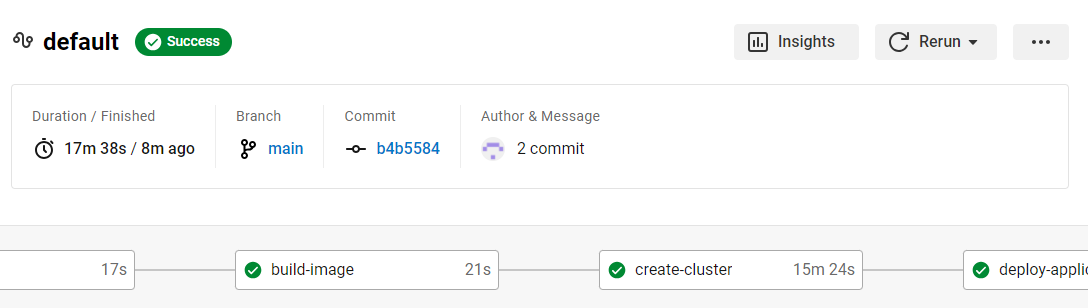 default
Success
Insights
Rerun
Duration / Finished
Branch
Commit
Author & Message
17m 38s / 8m ago
main
b4b5584
2 commit
17s
build-image
21s
create-cluster
15m 24s
deploy-applic